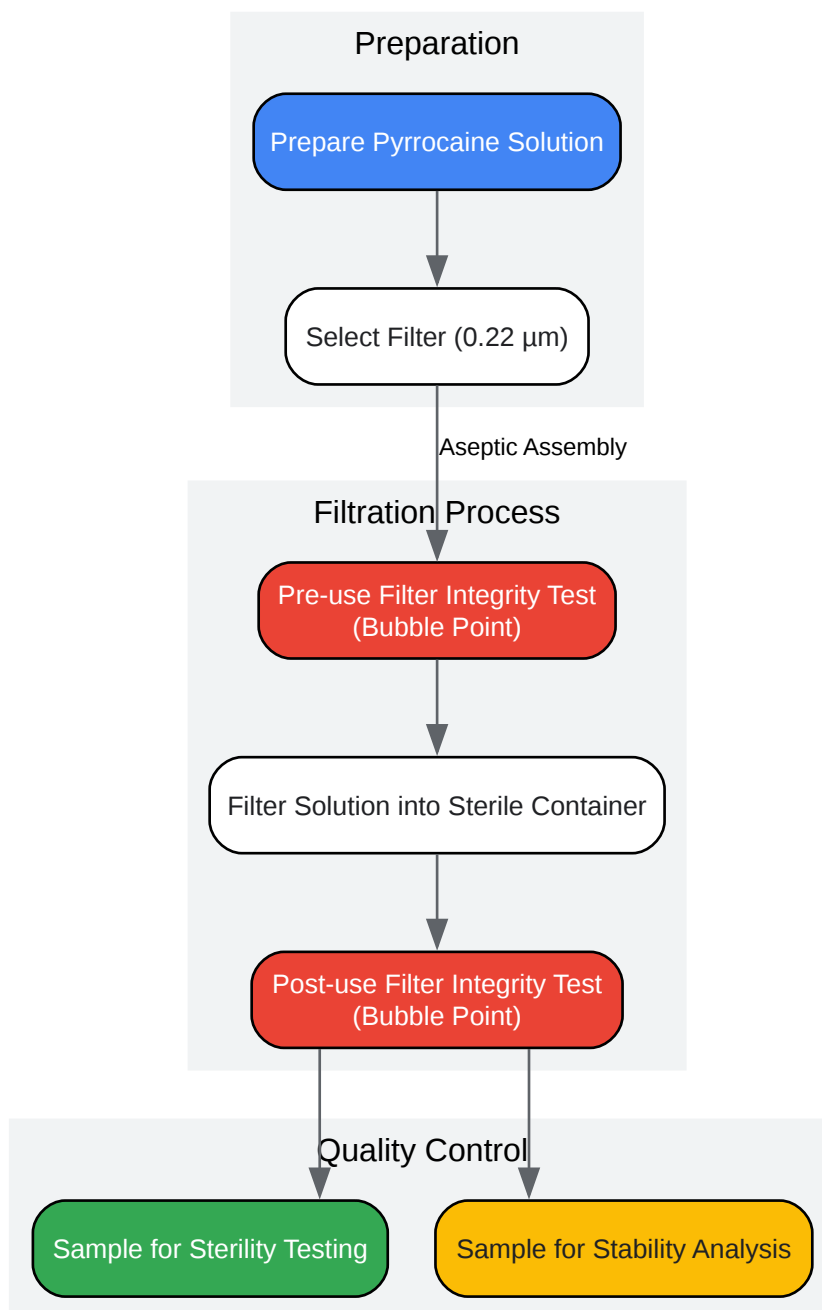 Preparation
Prepare Pyrrocaine Solution
Select Filter (0.22 µm)
Aseptic Assembly
Filtration Process
Pre-use Filter Integrity Test
(Bubble Point)
Filter Solution into Sterile Container
Post-use Filter Integrity Test
(Bubble Point)
Quality Control
Sample for Sterility Testing
Sample for Stability Analysis